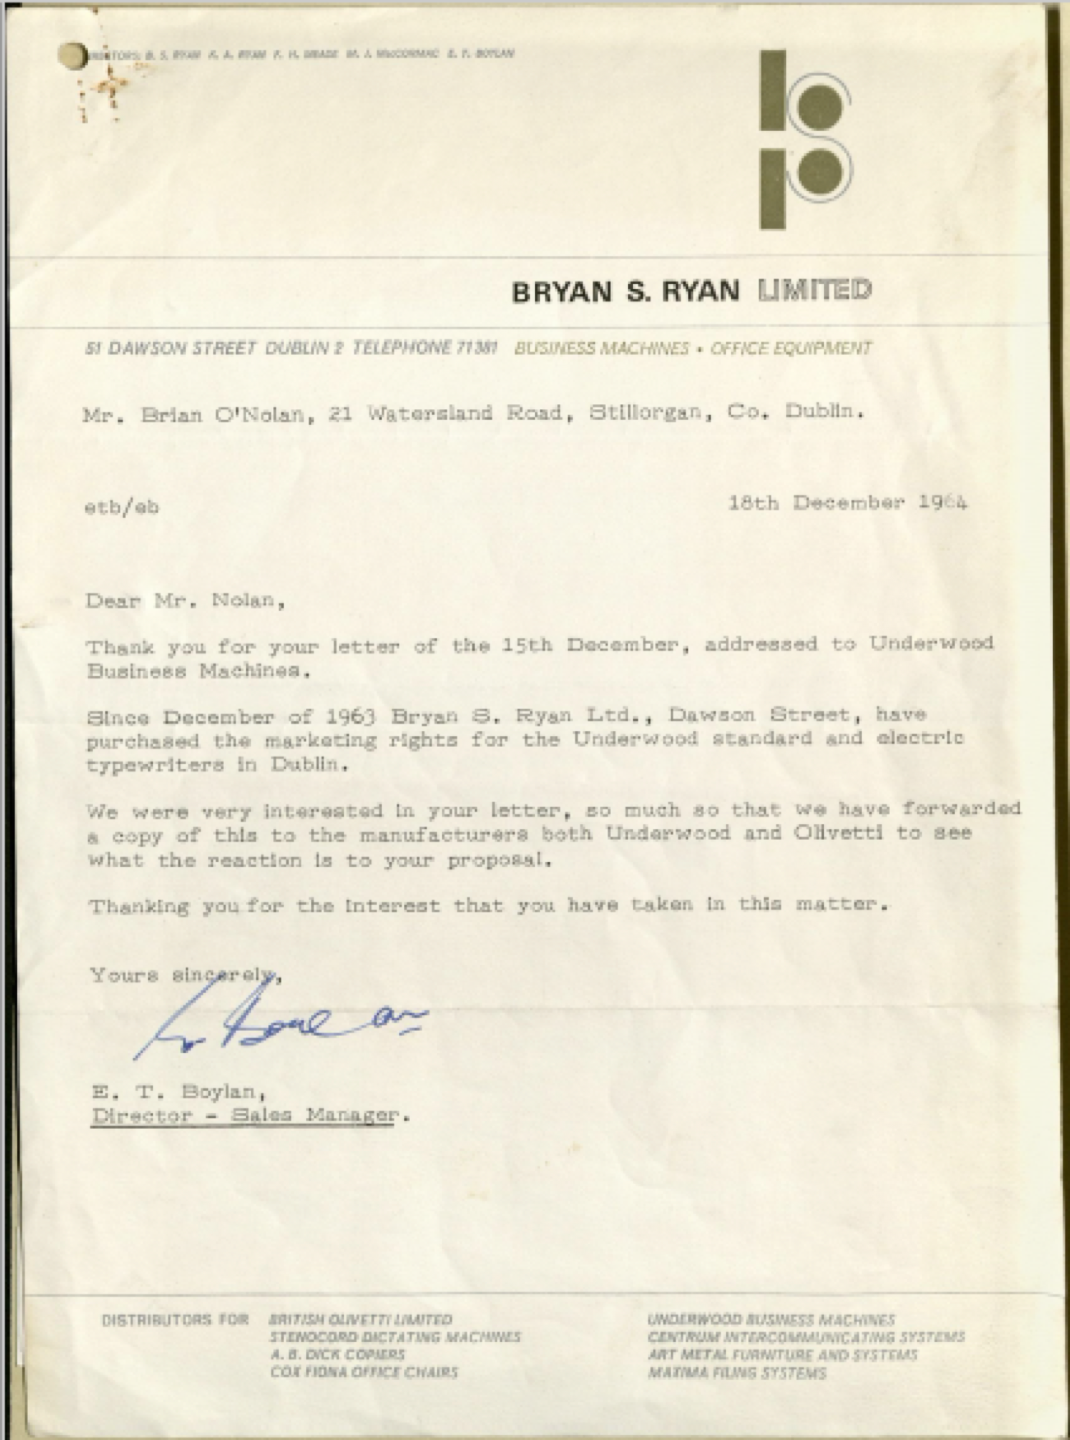 DIRECTORS: B. S. RYAN K. A. RYAN F. H. MEADE M. J. MacCORMAC E. T. BOYLAN
BRYAN S. RYAN LIMITED
51 DAWSON STREET DUBLIN 2 TELEPHONE 71381 BUSINESS MACHINES • OFFICE EQUIPMENT
Mr. Brian O'Nolan, 21 Watersland Road, Stillorgan, Co. Dublin.
etb/eb
18th December 1964
Dear Mr. Nolan,
Thank you for your letter of the 15th December, addressed to Underwood
Business Machines.
Since December of 1963 Bryan S. Ryan Ltd., Dawson Street, have
purchased the marketing rights for the Underwood standard and electric
typewriters in Dublin.
We were very interested in your letter, so much so that we have forwarded
a copy of this to the manufacturers both Underwood and Olivetti to see
what the reaction is to your proposal.
Thanking you for the interest that you have taken in this matter.
Yours sincerely,
E. T. Boylan,
Director - Sales Manager.
DISTRIBUTORS FOR BRITISH OLIVETTI LIMITED
STENOCORD DICTATING MACHINES
A. B. DICK COPIERS
COX FIONA OFFICE CHAIRS
UNDERWOOD BUSINESS MACHINES
CENTRUM INTERCOMMUNICATING SYSTEMS
ART METAL FURNITURE AND SYSTEMS
MAXIMA FILING SYSTEMS